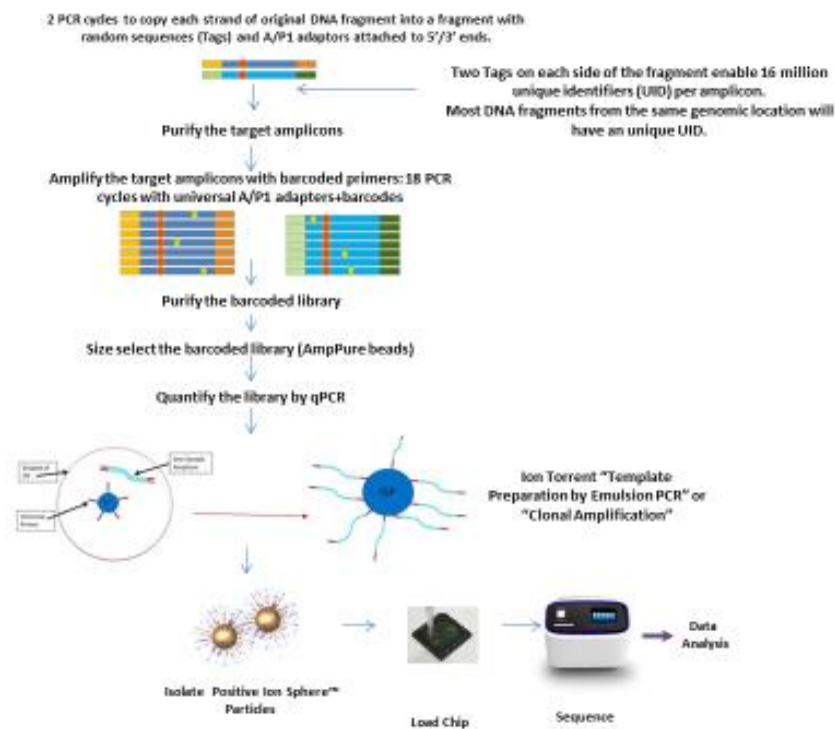 2 PCR cycles to copy each strand of original DNA fragment into a fragment with
random sequences (Tags) and A/P1 adaptors attached to 5'/3' ends.
Two Tags on each side of the fragment enable 16 million
unique identifiers (UID) per amplicon.
Most DNA fragments from the same genomic location will
have an unique UID.
Purify the target amplicons
Amplify the target amplicons with barcoded primers: 18 PCR
cycles with universal A/P1 adapters+barcodes
Purify the barcoded library
Size select the barcoded library (AmpPure beads)
Quantify the library by qPCR
Ion Torrent "Template
Preparation by Emulsion PCR" or
"Clonal Amplification"
Isolate Positive Ion Sphere™
Particles
Load Chip
Sequence
Data
Analysis